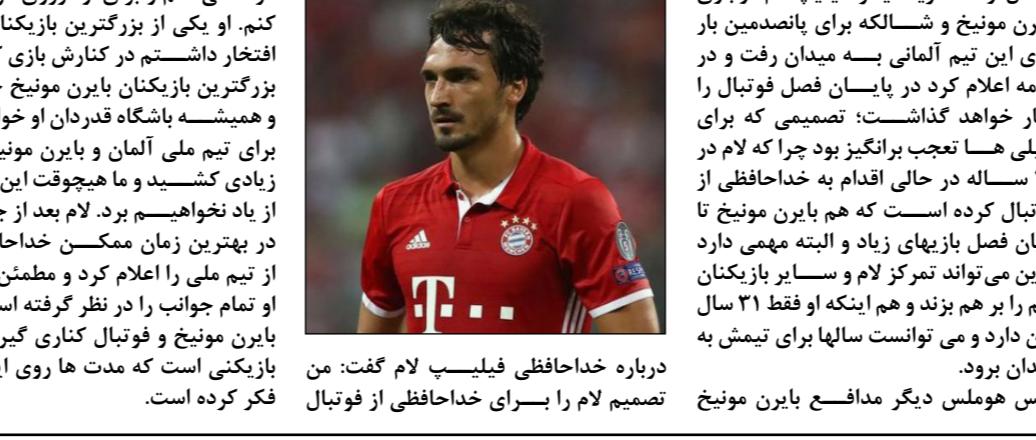 رن مونیخ و شـــالکه برای پانصدمین بار
ی این تیم آلمانی بـــه میدان رفت و در
مه اعلام کرد در پایـــان فصل فوتبال را
ار خواهد گذاشـــت؛ تصمیمی که برای
یلی هـــا تعجب برانگیز بود چرا که لام در
ســـاله در حالی اقدام به خداحافظی از
تبال کرده اســـت که هم بایرن مونیخ تا
ان فصل بازیهای زیاد و البته مهمی دارد
ین می‌تواند تمرکز لام و ســـایر بازیکنان
م را بر هم بزند و هم اینکه او فقط ۳۱ سال
ن دارد و می توانست سالها برای تیمش به
دان برود.
س هوملس دیگر مدافـــع بایرن مونیخ
adidas
T
درباره خداحافظی فیلیـــپ لام گفت: من
تصمیم لام را بـــرای خداحافظی از فوتبال
کنم. او یکی از بزرگترین بازیکنا
افتخار داشـــتم در کنارش بازی ک
بزرگترین بازیکنان بایرن مونیخ
و همیشـــه باشگاه قدردان او خوا
برای تیم ملی آلمان و بایرن مونی
زیادی کشـــید و ما هیچوقت این
از یاد نخواهیـــم برد. لام بعد از ج
در بهترین زمان ممکـــن خداحا
از تیم ملی را اعلام کرد و مطمئن
او تمام جوانب را در نظر گرفته اس
بایرن مونیخ و فوتبال کناری گیر
بازیکنی است که مدت ها روی ا
فکر کرده است.